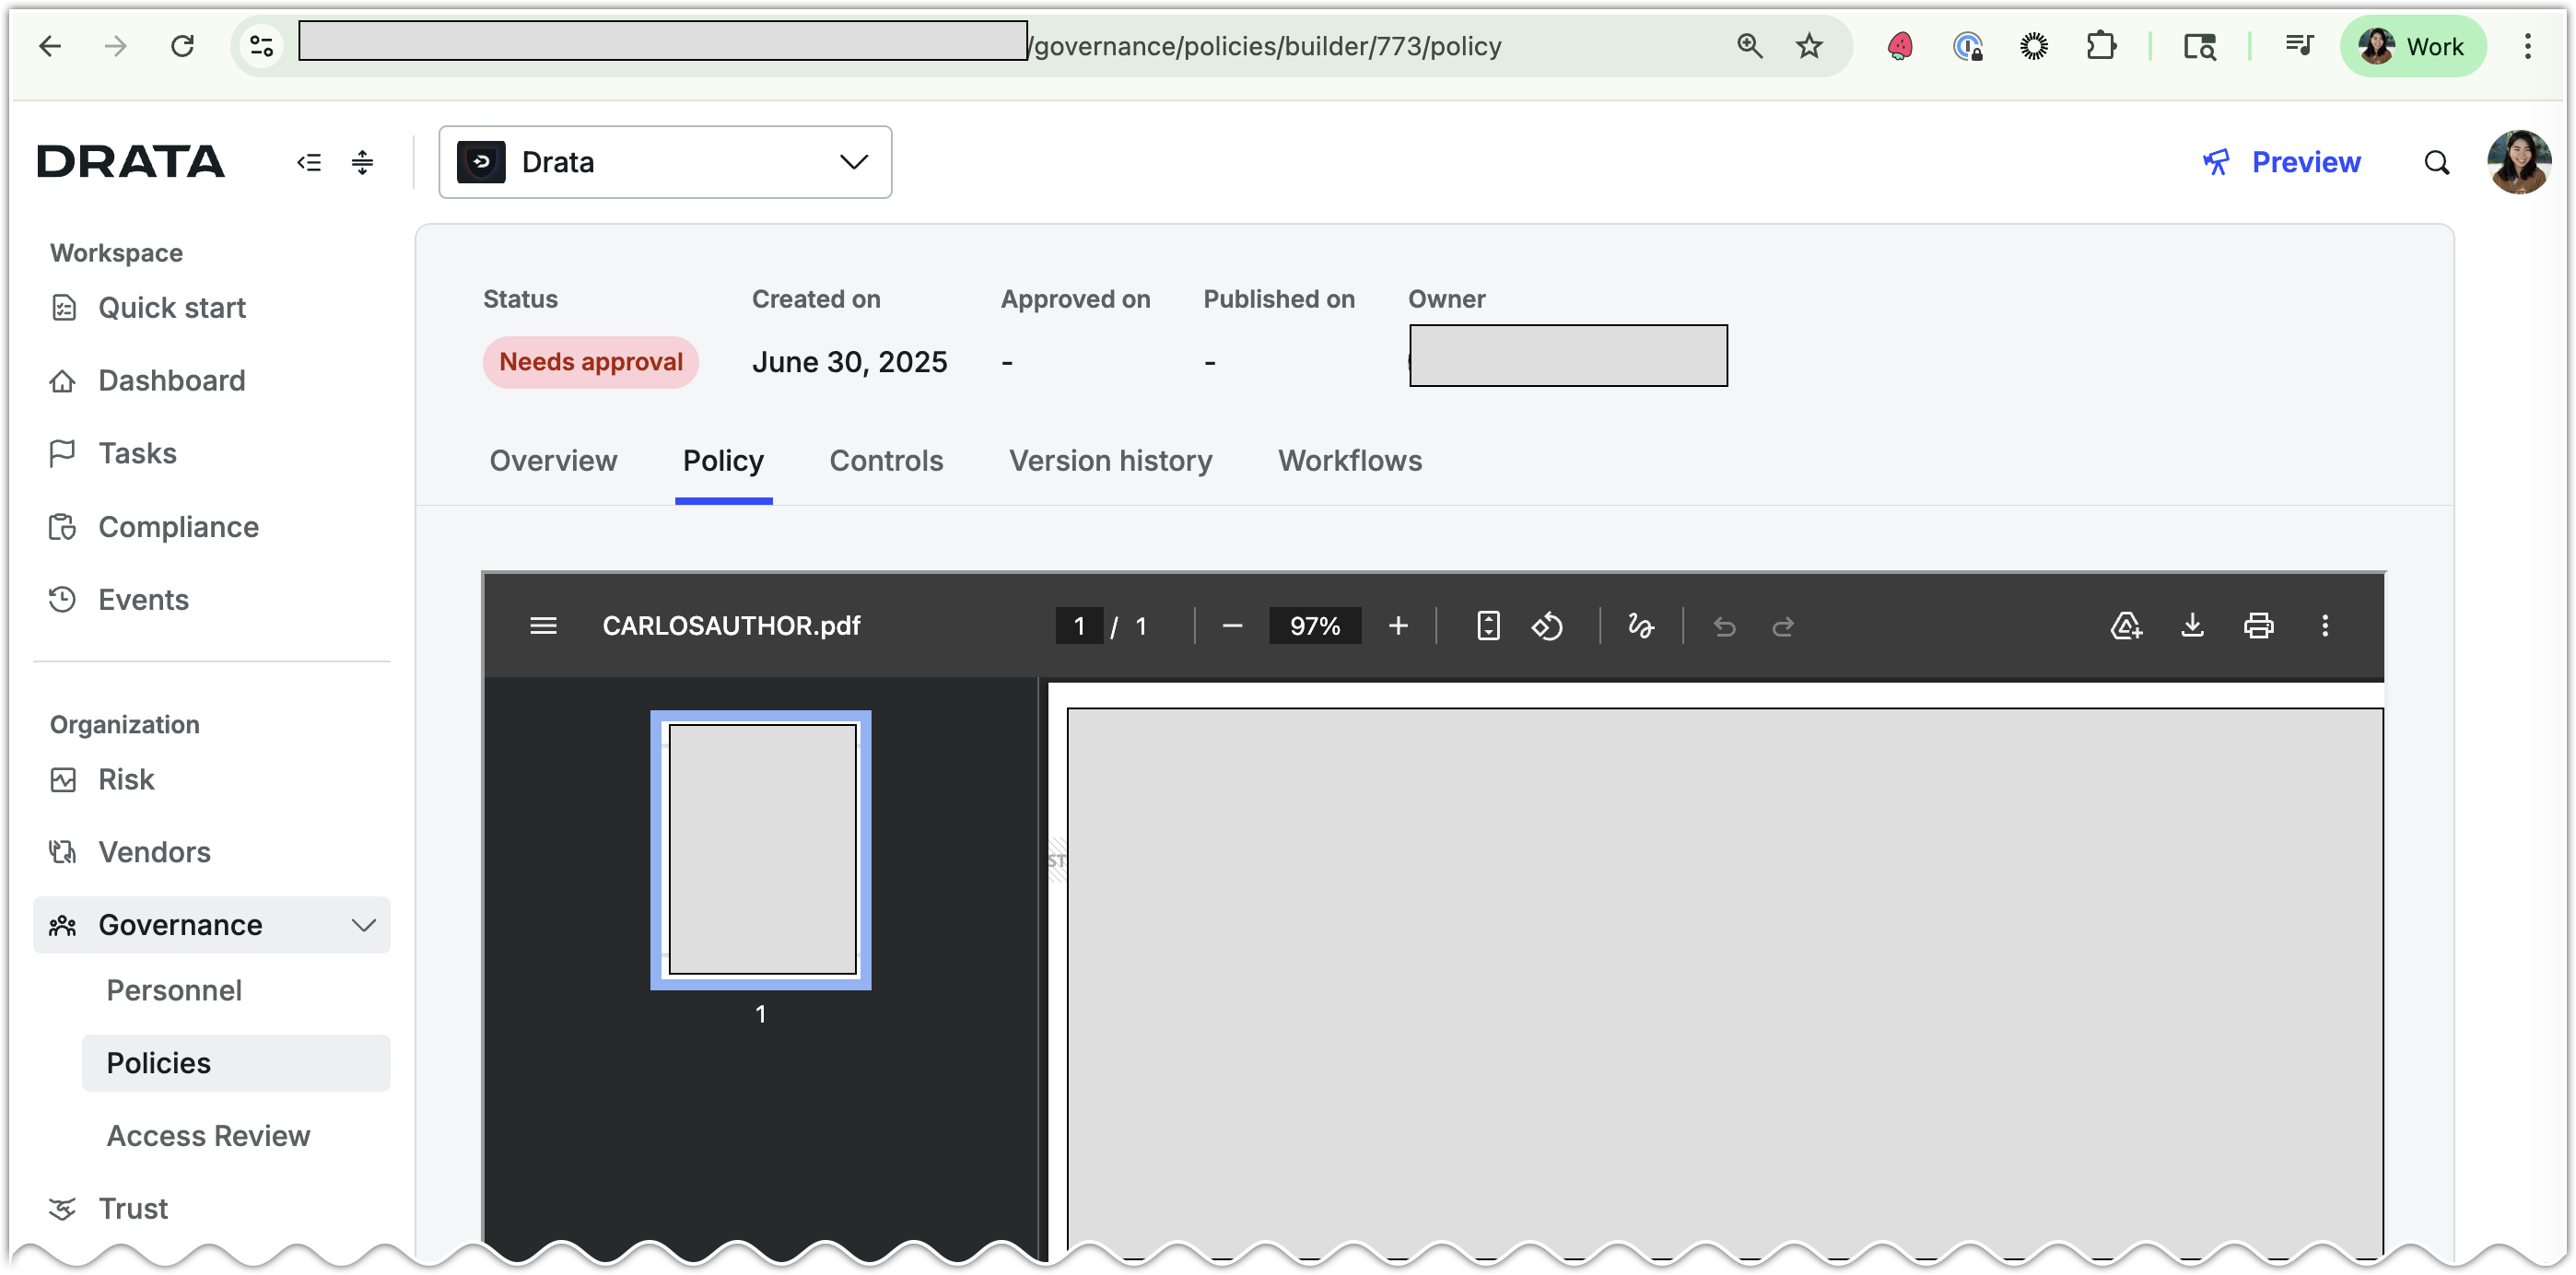 /governance/policies/builder/773/policy
Work
DRATA
Drata
Preview
Workspace
Quick start
Dashboard
Tasks
Compliance
Events
Organization
Risk
Vendors
Governance
Personnel
Policies
Access Review
Trust
Status
Created on
Approved on
Published on
Owner
Needs approval
June 30, 2025
-
-
Overview
Policy
Controls
Version history
Workflows
CARLOSAUTHOR.pdf
1 / 1
97%
1
ST